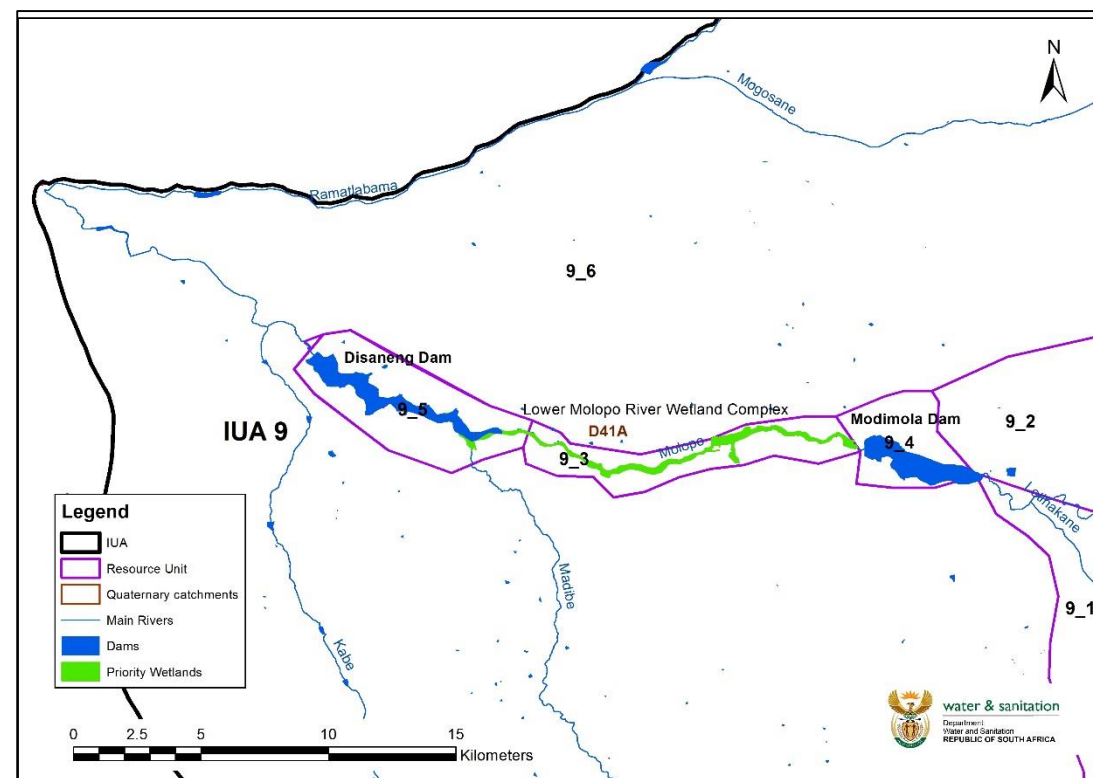 N
Mogosane
Ramatlabama
9_6
Disaneng Dam
Lower Molopo River Wetland Complex
D41A
Modimola Dam
9_2
IUA 9
9_5
9_3
Molopo
9_4
Lotlhakane
Madibe
Kabe
9_1
Legend
IUA
Resource Unit
Quaternary catchments
Main Rivers
Dams
Priority Wetlands
0 2.5 5 10 15
Kilometers
water & sanitation
Department
Water and Sanitation
REPUBLIC OF SOUTH AFRICA